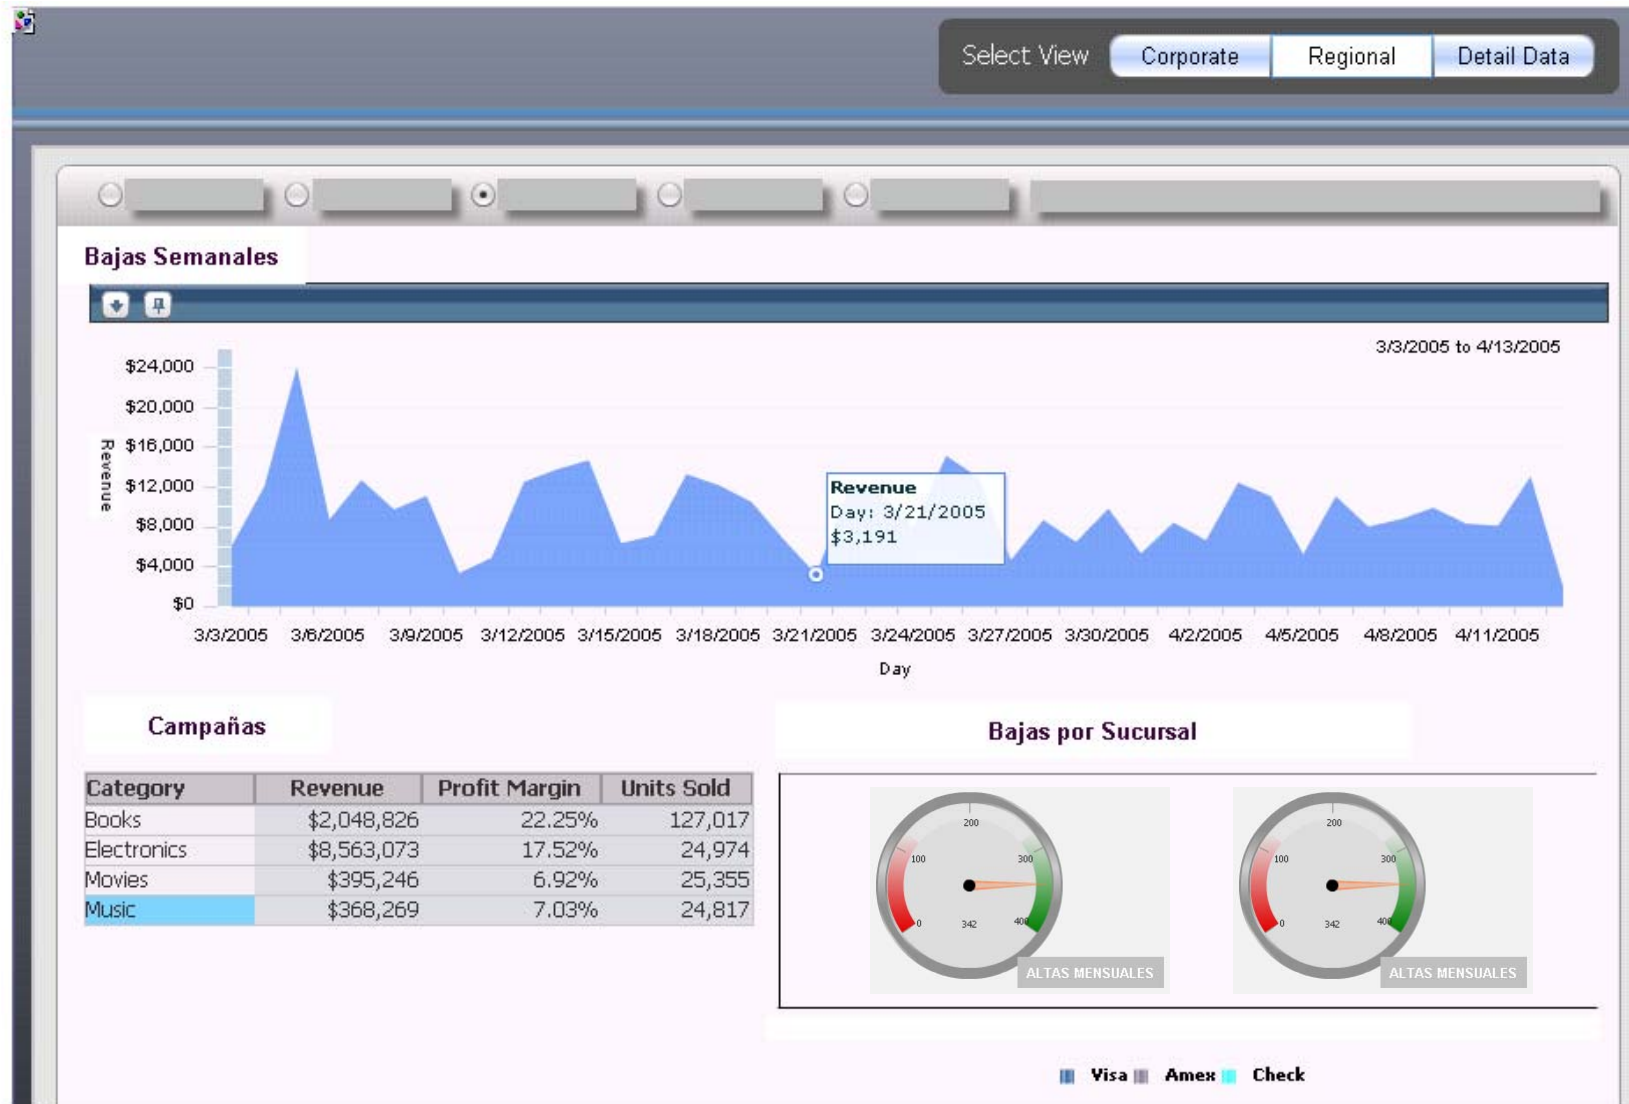 Select View Corporate Regional Detail Data
Bajas Semanales
3/3/2005 to 4/13/2005
$24,000
$20,000
$16,000
$12,000
$8,000
$4,000
$0
Revenue
Revenue
Day: 3/21/2005
$3,191
3/3/2005 3/6/2005 3/9/2005 3/12/2005 3/15/2005 3/18/2005 3/21/2005 3/24/2005 3/27/2005 3/30/2005 4/2/2005 4/5/2005 4/8/2005 4/11/2005
Day
Campañas
Category Revenue Profit Margin Units Sold
Books $2,048,826 22.25% 127,017
Electronics $8,563,073 17.52% 24,974
Movies $395,246 6.92% 25,355
Music $368,269 7.03% 24,817
Bajas por Sucursal
200
100 300
0 342 400
ALTAS MENSUALES
200
100 300
0 342 400
ALTAS MENSUALES
Visa Amex Check